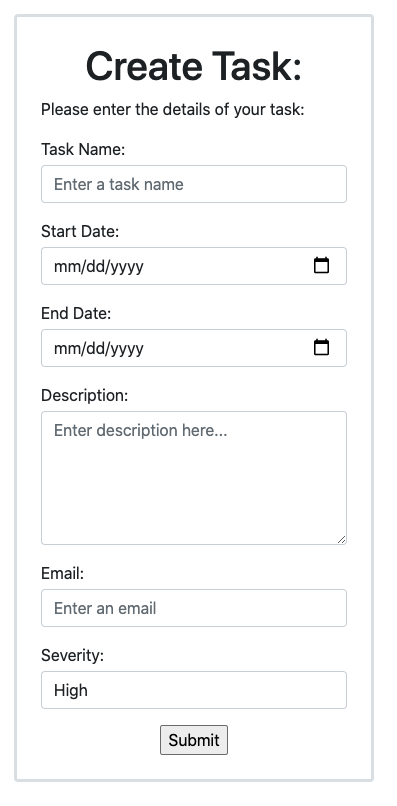 Create Task:
Please enter the details of your task:
Task Name:
Enter a task name
Start Date:
mm/dd/yyyy
End Date:
mm/dd/yyyy
Description:
Enter description here...
Email:
Enter an email
Severity:
High
Submit